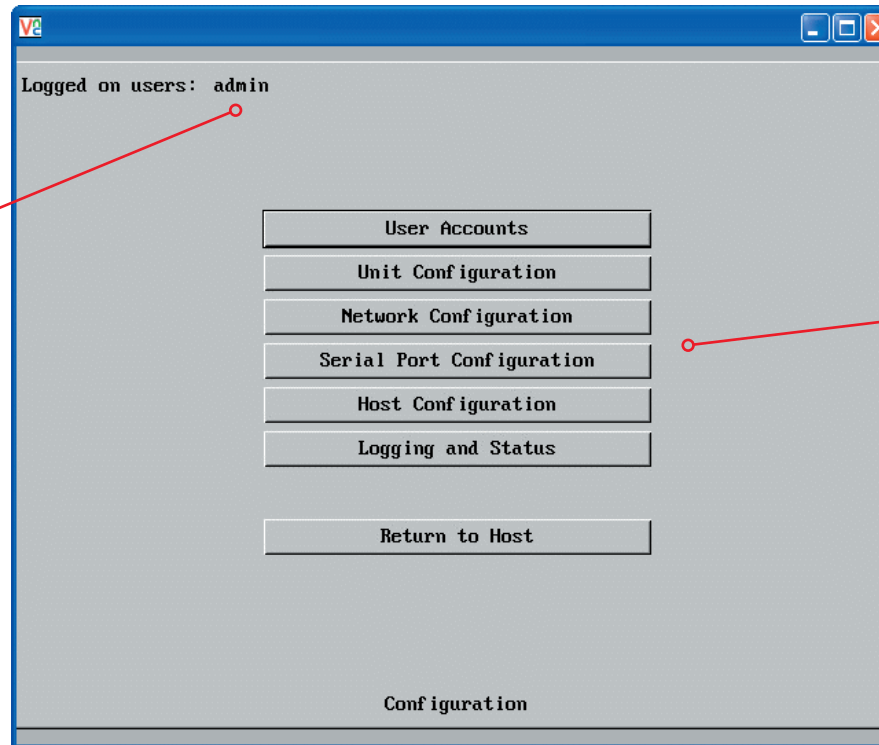 V2
Logged on users: admin
User Accounts
Unit Configuration
Network Configuration
Serial Port Configuration
Host Configuration
Logging and Status
Return to Host
Configuration